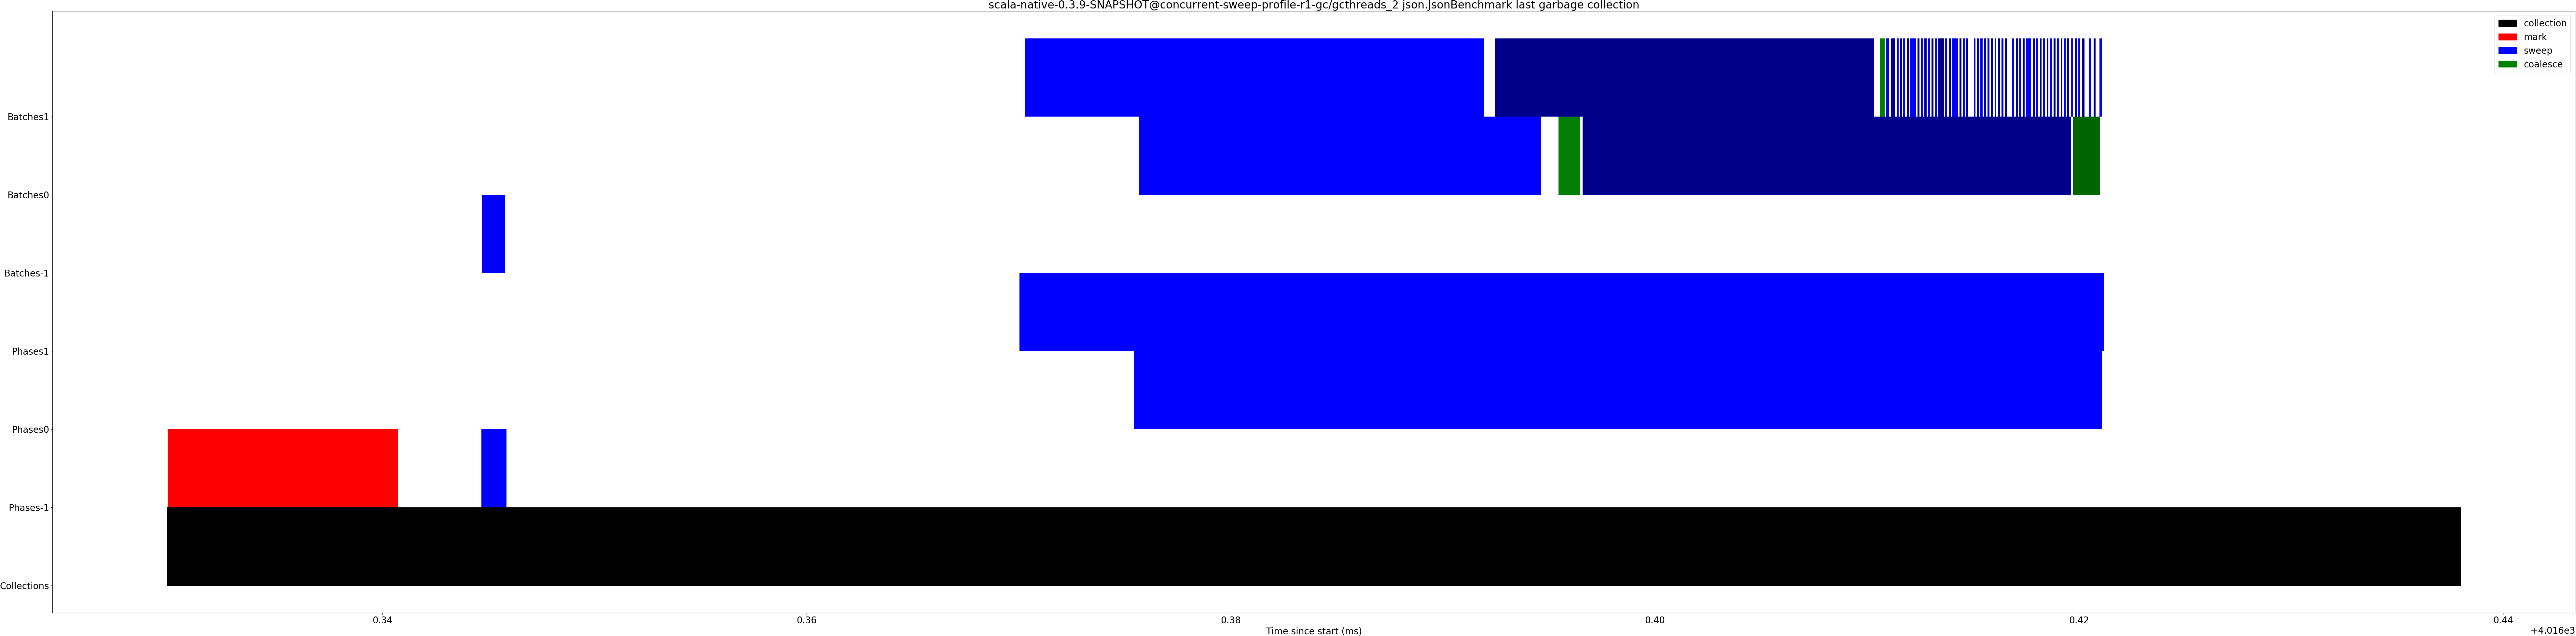 scala-native-0.3.9-SNAPSHOT@concurrent-sweep-profile-r1-gc/gcthreads_2 json.JsonBenchmark last garbage collection
collection
mark
sweep
coalesce
Batches1
Batches0
Batches-1
Phases1
Phases0
Phases-1
Collections
0.34 0.36 0.38 0.40 0.42 0.44
Time since start (ms)
+4.016e3